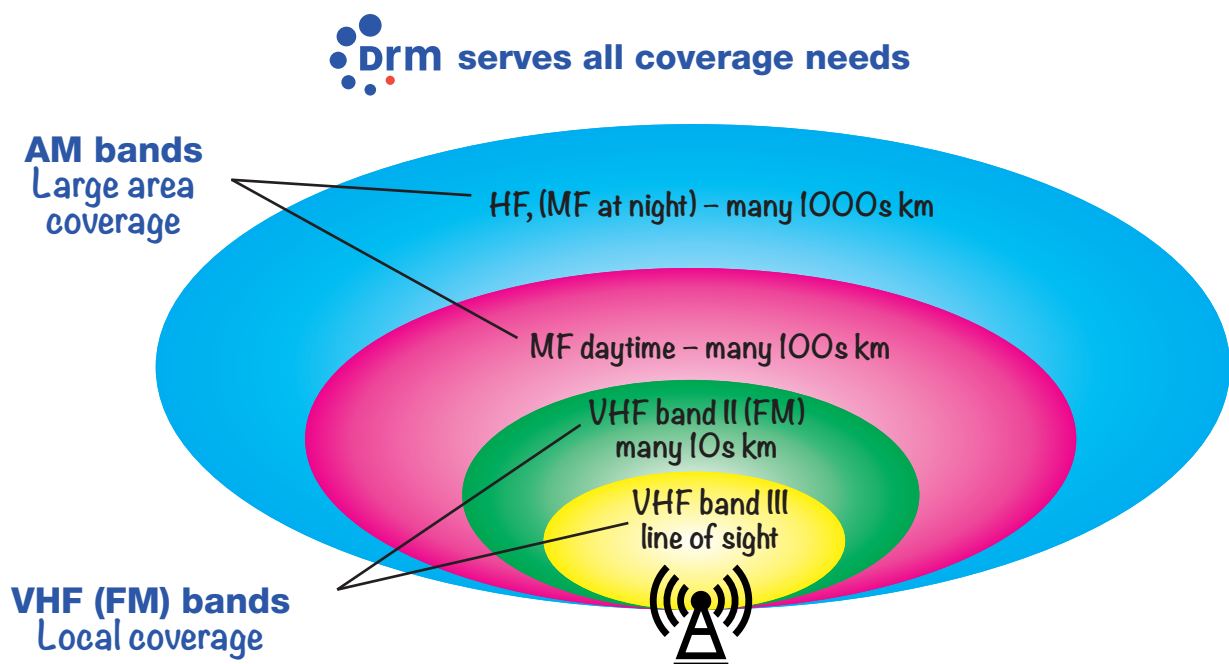 Drm serves all coverage needs
AM bands
Large area
coverage
HF, (MF at night) – many 1000s km
MF daytime – many 100s km
VHF band II (FM)
many 10s km
VHF band III
line of sight
VHF (FM) bands
Local coverage